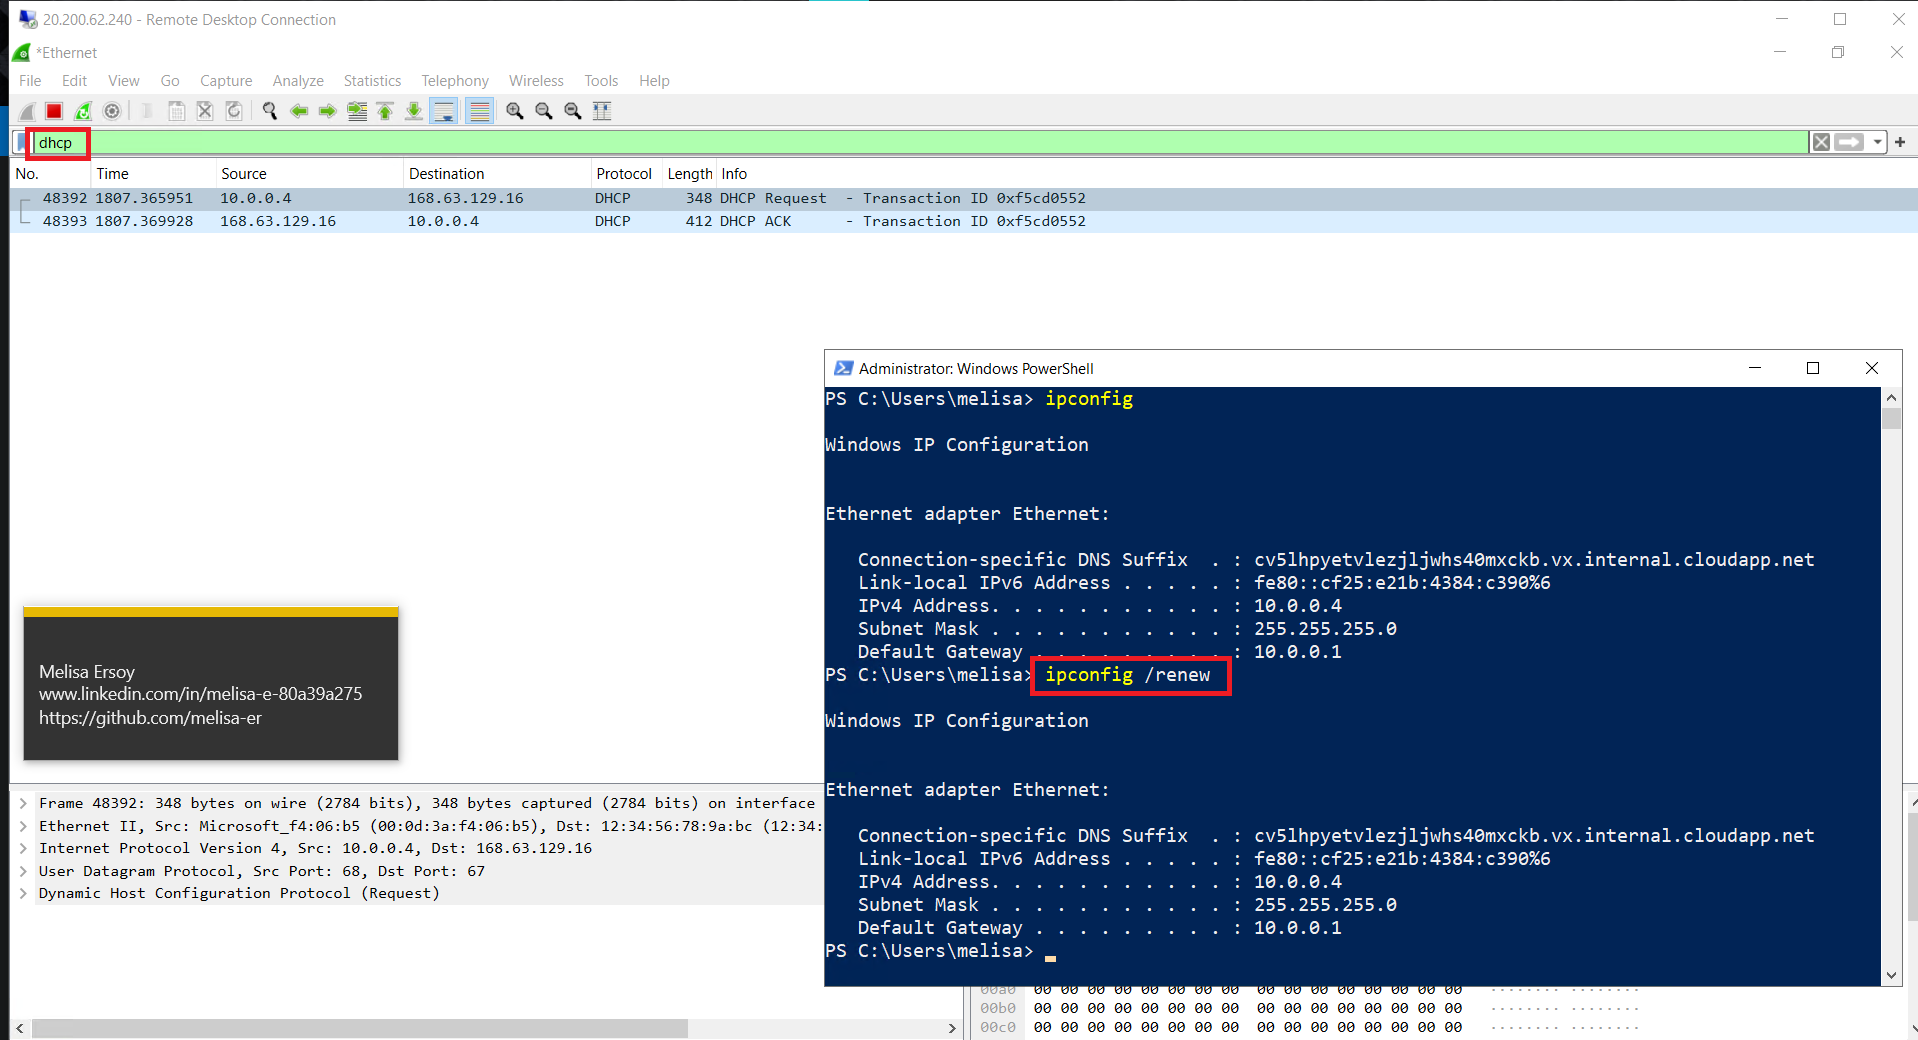 20.200.62.240 - Remote Desktop Connection
*Ethernet
File Edit View Go Capture Analyze Statistics Telephony Wireless Tools Help
dhcp
No. Time Source Destination Protocol Length Info
48392 1807.365951 10.0.0.4 168.63.129.16 DHCP 348 DHCP Request - Transaction ID 0xf5cd0552
48393 1807.369928 168.63.129.16 10.0.0.4 DHCP 412 DHCP ACK - Transaction ID 0xf5cd0552
Administrator: Windows PowerShell
PS C:\Users\melisa> ipconfig
Windows IP Configuration
Ethernet adapter Ethernet:
Connection-specific DNS Suffix . : cv5lhpyetvlezjljwhs40mxckb.vx.internal.cloudapp.net
Link-local IPv6 Address . . . . . : fe80::cf25:e21b:4384:c390%6
IPv4 Address. . . . . . . . . . . : 10.0.0.4
Subnet Mask . . . . . . . . . . . : 255.255.255.0
Default Gateway . . . . . . . . . : 10.0.0.1
PS C:\Users\melisa> ipconfig /renew
Windows IP Configuration
Ethernet adapter Ethernet:
Connection-specific DNS Suffix . : cv5lhpyetvlezjljwhs40mxckb.vx.internal.cloudapp.net
Link-local IPv6 Address . . . . . : fe80::cf25:e21b:4384:c390%6
IPv4 Address. . . . . . . . . . . : 10.0.0.4
Subnet Mask . . . . . . . . . . . : 255.255.255.0
Default Gateway . . . . . . . . . : 10.0.0.1
PS C:\Users\melisa>
Melisa Ersoy
www.linkedin.com/in/melisa-e-80a39a275
https://github.com/melisa-er
Frame 48392: 348 bytes on wire (2784 bits), 348 bytes captured (2784 bits) on interface
Ethernet II, Src: Microsoft_f4:06:b5 (00:0d:3a:f4:06:b5), Dst: 12:34:56:78:9a:bc (12:34:
Internet Protocol Version 4, Src: 10.0.0.4, Dst: 168.63.129.16
User Datagram Protocol, Src Port: 68, Dst Port: 67
Dynamic Host Configuration Protocol (Request)
00a0 00 00 00 00 00 00 00 00 00 00 00 00 00 00 00 00 ........ ........
00b0 00 00 00 00 00 00 00 00 00 00 00 00 00 00 00 00 ........ ........
00c0 00 00 00 00 00 00 00 00 00 00 00 00 00 00 00 00 ........ ........